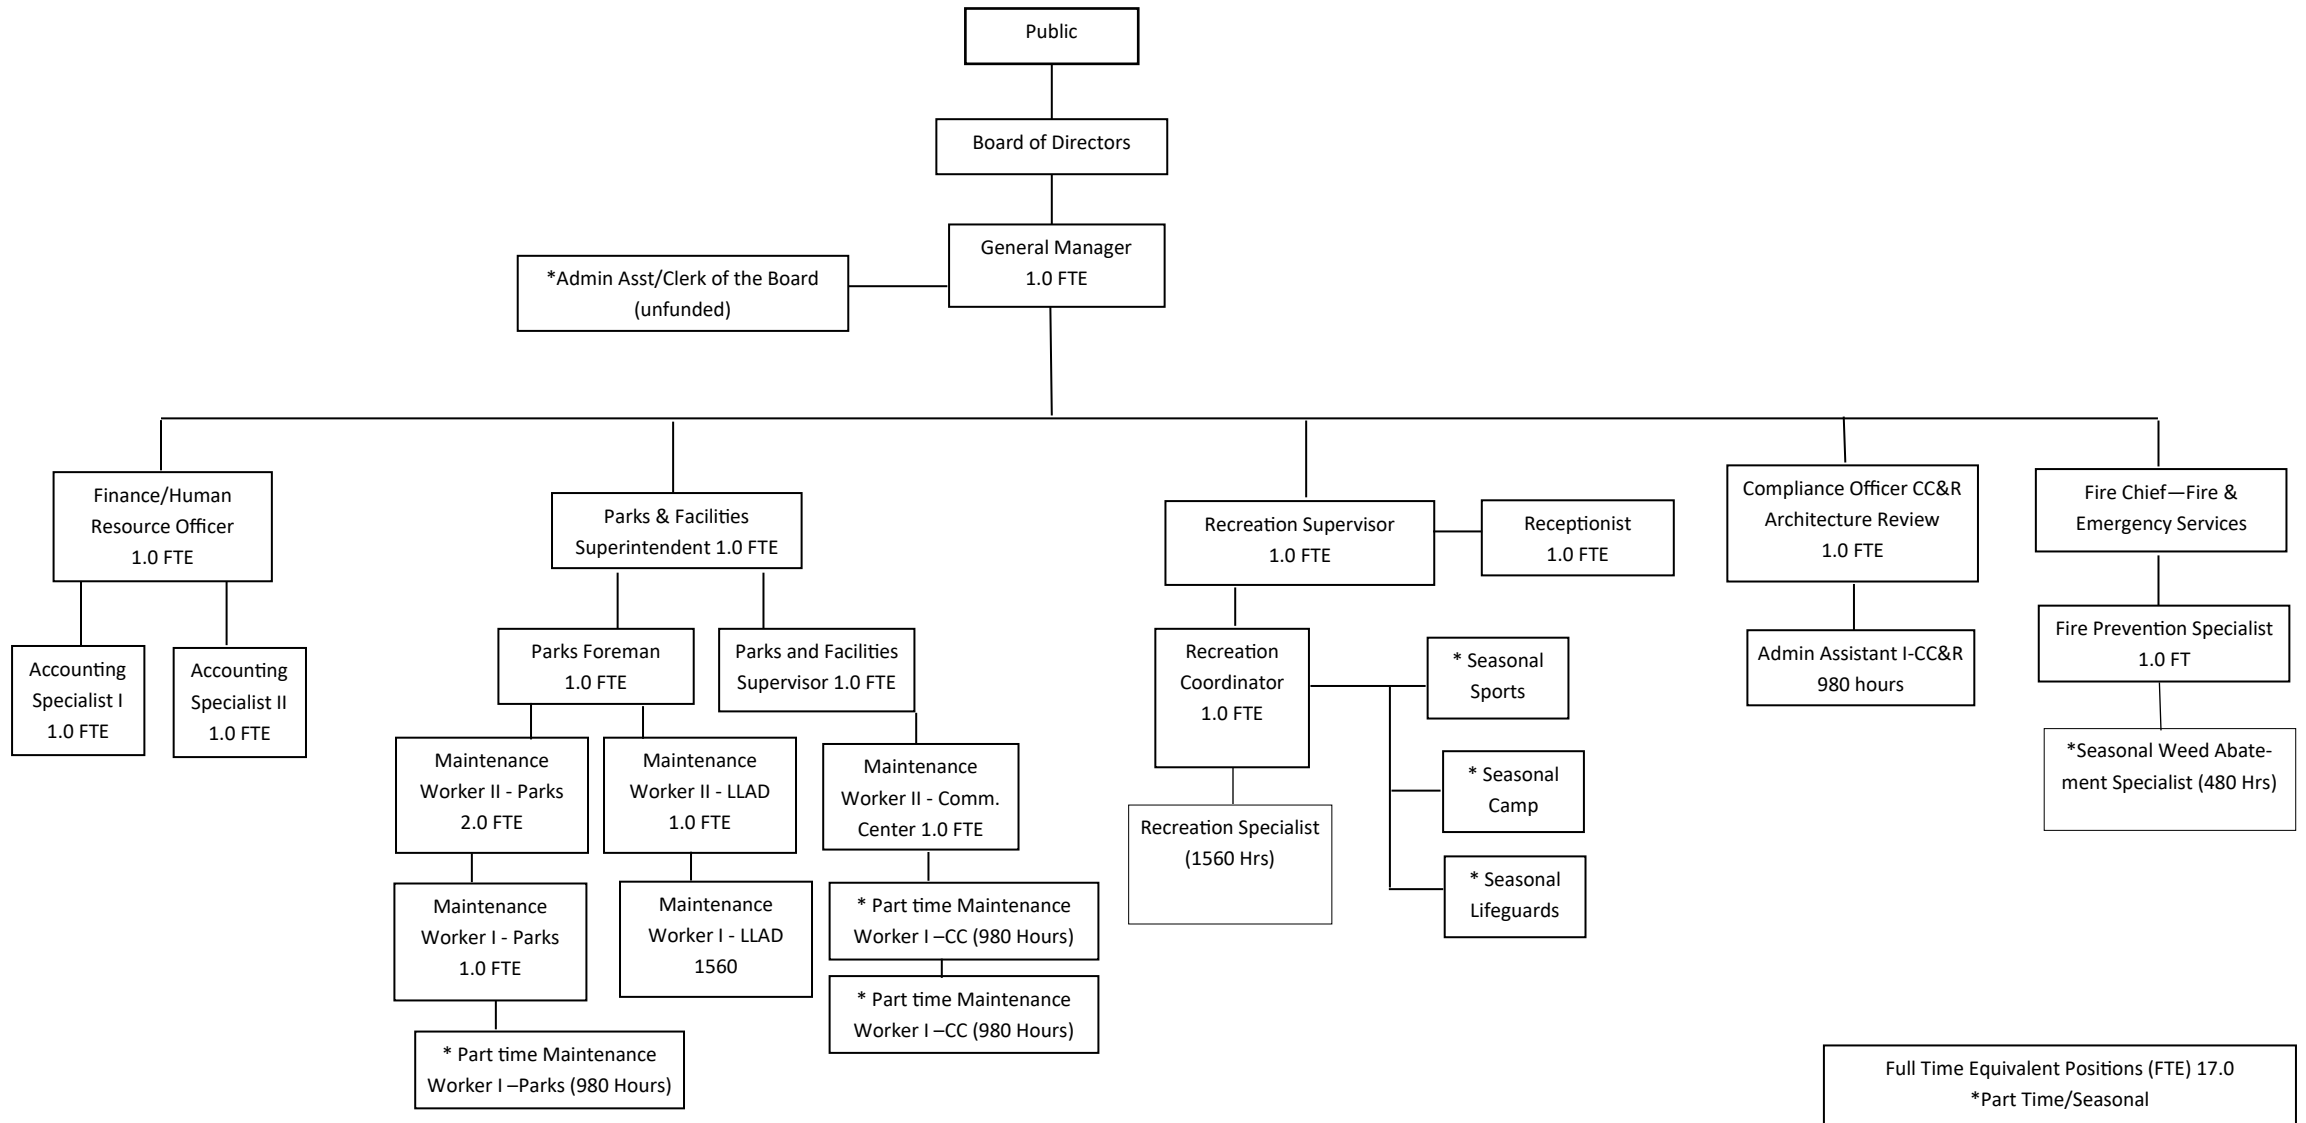 Public
Board of Directors
General Manager
1.0 FTE
*Admin Asst/Clerk of the Board
(unfunded)
Finance/Human
Resource Officer
1.0 FTE
Accounting
Specialist I
1.0 FTE
Accounting
Specialist II
1.0 FTE
Parks & Facilities
Superintendent 1.0 FTE
Parks Foreman
1.0 FTE
Parks and Facilities
Supervisor 1.0 FTE
Maintenance
Worker II - Parks
2.0 FTE
Maintenance
Worker II - LLAD
1.0 FTE
Maintenance
Worker II - Comm.
Center 1.0 FTE
Maintenance
Worker I - Parks
1.0 FTE
Maintenance
Worker I - LLAD
1560
* Part time Maintenance
Worker I –CC (980 Hours)
* Part time Maintenance
Worker I –CC (980 Hours)
* Part time Maintenance
Worker I –Parks (980 Hours)
Recreation Supervisor
1.0 FTE
Receptionist
1.0 FTE
Recreation
Coordinator
1.0 FTE
* Seasonal
Sports
* Seasonal
Camp
* Seasonal
Lifeguards
Recreation Specialist
(1560 Hrs)
Compliance Officer CC&R
Architecture Review
1.0 FTE
Admin Assistant I-CC&R
980 hours
Fire Chief—Fire &
Emergency Services
Fire Prevention Specialist
1.0 FT
*Seasonal Weed Abate-
ment Specialist (480 Hrs)
Full Time Equivalent Positions (FTE) 17.0
*Part Time/Seasonal